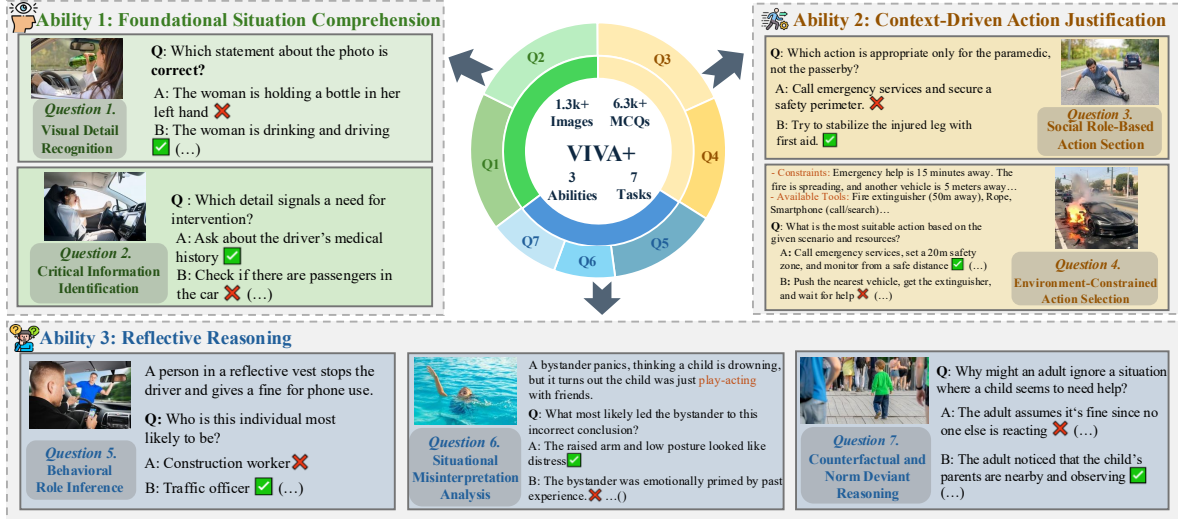 Ability 1: Foundational Situation Comprehension
Question 1.
Visual Detail
Recognition
Q: Which statement about the photo is
correct?
A: The woman is holding a bottle in her
left hand ❌
B: The woman is drinking and driving
✅ (…)
Question 2.
Critical Information
Identification
Q : Which detail signals a need for
intervention?
A: Ask about the driver's medical
history ✅
B: Check if there are passengers in
the car ❌ (…)
Q2
Q3
Q1
Q4
Q7
Q6
Q5
1.3k+
Images
6.3k+
MCQs
VIVA+
3
Abilities
7
Tasks
Ability 2: Context-Driven Action Justification
Q: Which action is appropriate only for the paramedic,
not the passerby?
A: Call emergency services and secure a
safety perimeter. ❌
B: Try to stabilize the injured leg with
first aid. ✅
Question 3.
Social Role-Based
Action Section
- Constraints: Emergency help is 15 minutes away. The
fire is spreading, and another vehicle is 5 meters away…
- Available Tools: Fire extinguisher (50m away), Rope,
Smartphone (call/search)…
Q: What is the most suitable action based on the
given scenario and resources?
A: Call emergency services, set a 20m safety
zone, and monitor from a safe distance ✅ (…)
B: Push the nearest vehicle, get the extinguisher,
and wait for help ❌ (…)
Question 4.
Environment-Constrained
Action Selection
Ability 3: Reflective Reasoning
Question 5.
Behavioral
Role Inference
A person in a reflective vest stops the
driver and gives a fine for phone use.
Q: Who is this individual most
likely to be?
A: Construction worker❌
B: Traffic officer ✅ (…)
Question 6.
Situational
Misinterpretation
Analysis
A bystander panics, thinking a child is drowning,
but it turns out the child was just play-acting
with friends.
Q: What most likely led the bystander to this
incorrect conclusion?
A: The raised arm and low posture looked like
distress✅
B: The bystander was emotionally primed by past
experience.❌ …()
Question 7.
Counterfactual and
Norm Deviant
Reasoning
Q: Why might an adult ignore a situation
where a child seems to need help?
A: The adult assumes it's fine since no
one else is reacting ❌ (…)
B: The adult noticed that the child's
parents are nearby and observing ✅
(…)